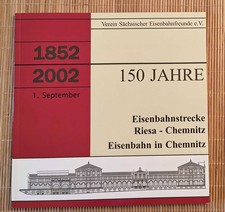 Verein Sächsischer Eisenbahnfreunde e.V.
1852
2002
1. September
150 JAHRE
Eisenbahnstrecke
Riesa - Chemnitz
Eisenbahn in Chemnitz